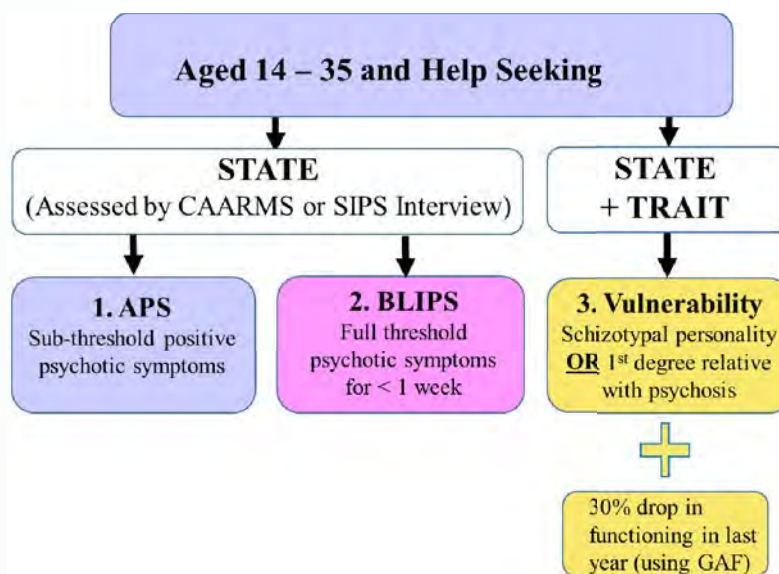 Aged 14 – 35 and Help Seeking
STATE
(Assessed by CAARMS or SIPS Interview)
STATE
+ TRAIT
1. APS
Sub-threshold positive
psychotic symptoms
2. BLIPS
Full threshold
psychotic symptoms
for < 1 week
3. Vulnerability
Schizotypal personality
OR 1st degree relative
with psychosis
30% drop in
functioning in last
year (using GAF)